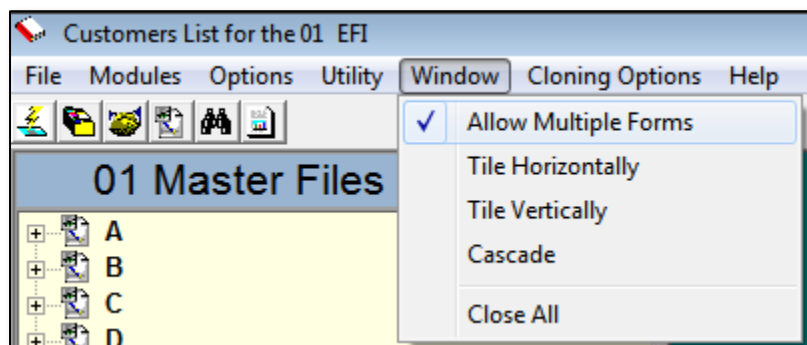 Customers List for the 01 EFI
File Modules Options Utility Window Cloning Options Help
Allow Multiple Forms
Tile Horizontally
Tile Vertically
Cascade
Close All
01 Master Files
A
B
C
D